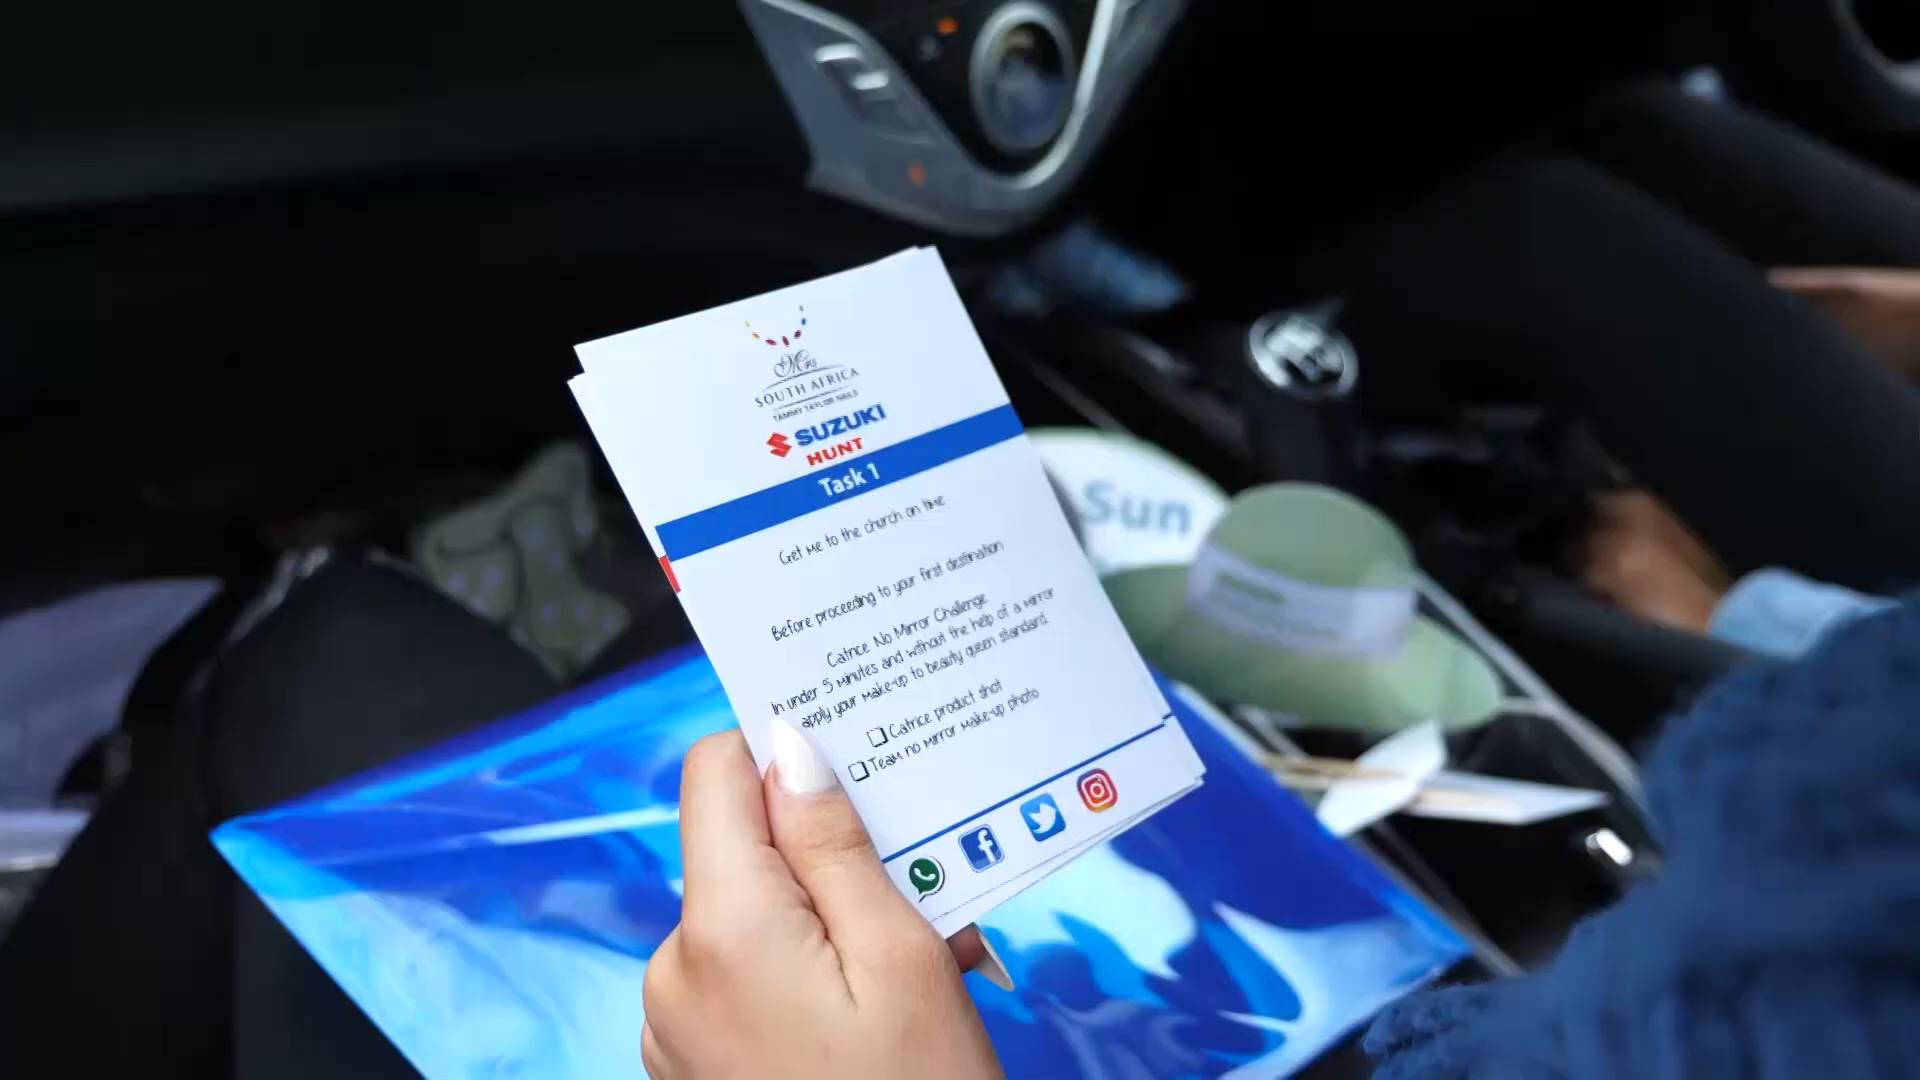 Mrs
SOUTH AFRICA
TAMMY TAYLOR NAILS
SUZUKI
HUNT
Task 1
Get me to the church on time
Before proceeding to your first destination
Catrice No Mirror Challenge
In under 5 minutes and without the help of a mirror
apply your make-up to beauty queen standard.
Catrice product shot
Team no mirror make-up photo
Sun